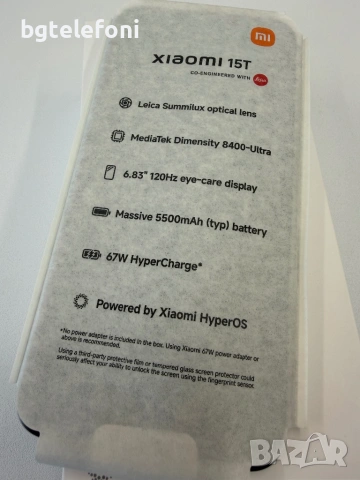 bgtelefoni
mi
xiaomi 15T
CO-ENGINEERED WITH Leica
Leica Summilux optical lens
MediaTek Dimensity 8400-Ultra
6.83" 120Hz eye-care display
Massive 5500mAh (typ) battery
67W HyperCharge*
Powered by Xiaomi HyperOS
*No power adapter is included in the box. Using Xiaomi 67W power adapter or
above is recommended.
Using a third-party protective film or tempered glass screen protector could
seriously affect your ability to unlock the screen using the fingerprint sensor.
BAZAR
bg